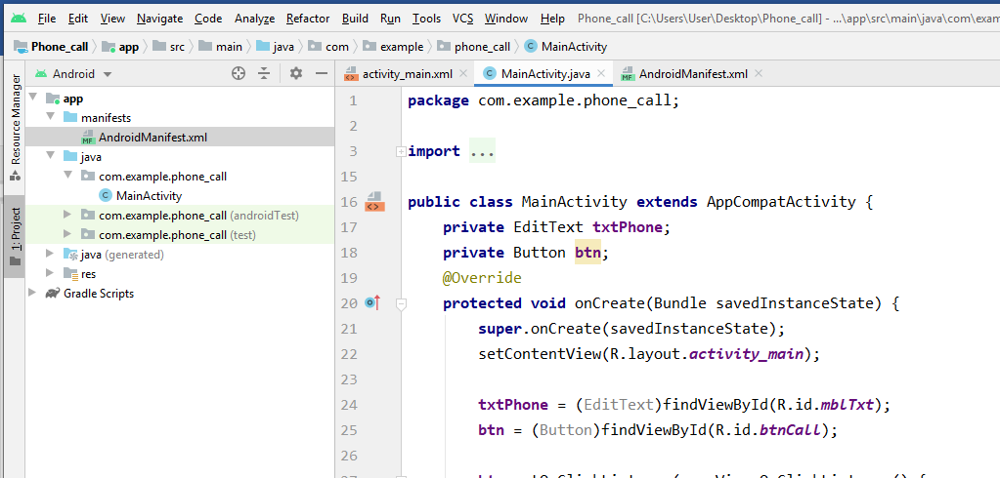 File Edit View Navigate Code Analyze Refactor Build Run Tools VCS Window Help Phone_call [C:\Users\User\Desktop\Phone_call] - ...\app\src\main\java\com\exam
Phone_call app src main java com example phone_call MainActivity
Resource Manager
1: Project
Android
app
manifests
AndroidManifest.xml
java
com.example.phone_call
MainActivity
com.example.phone_call (androidTest)
com.example.phone_call (test)
java (generated)
res
Gradle Scripts
activity_main.xml MainActivity.java AndroidManifest.xml
1 package com.example.phone_call;
2
3 import ...
15
16 public class MainActivity extends AppCompatActivity {
17 private EditText txtPhone;
18 private Button btn;
19 @Override
20 protected void onCreate(Bundle savedInstanceState) {
21 super.onCreate(savedInstanceState);
22 setContentView(R.layout.activity_main);
23
24 txtPhone = (EditText)findViewById(R.id.mblTxt);
25 btn = (Button)findViewById(R.id.btnCall);
26